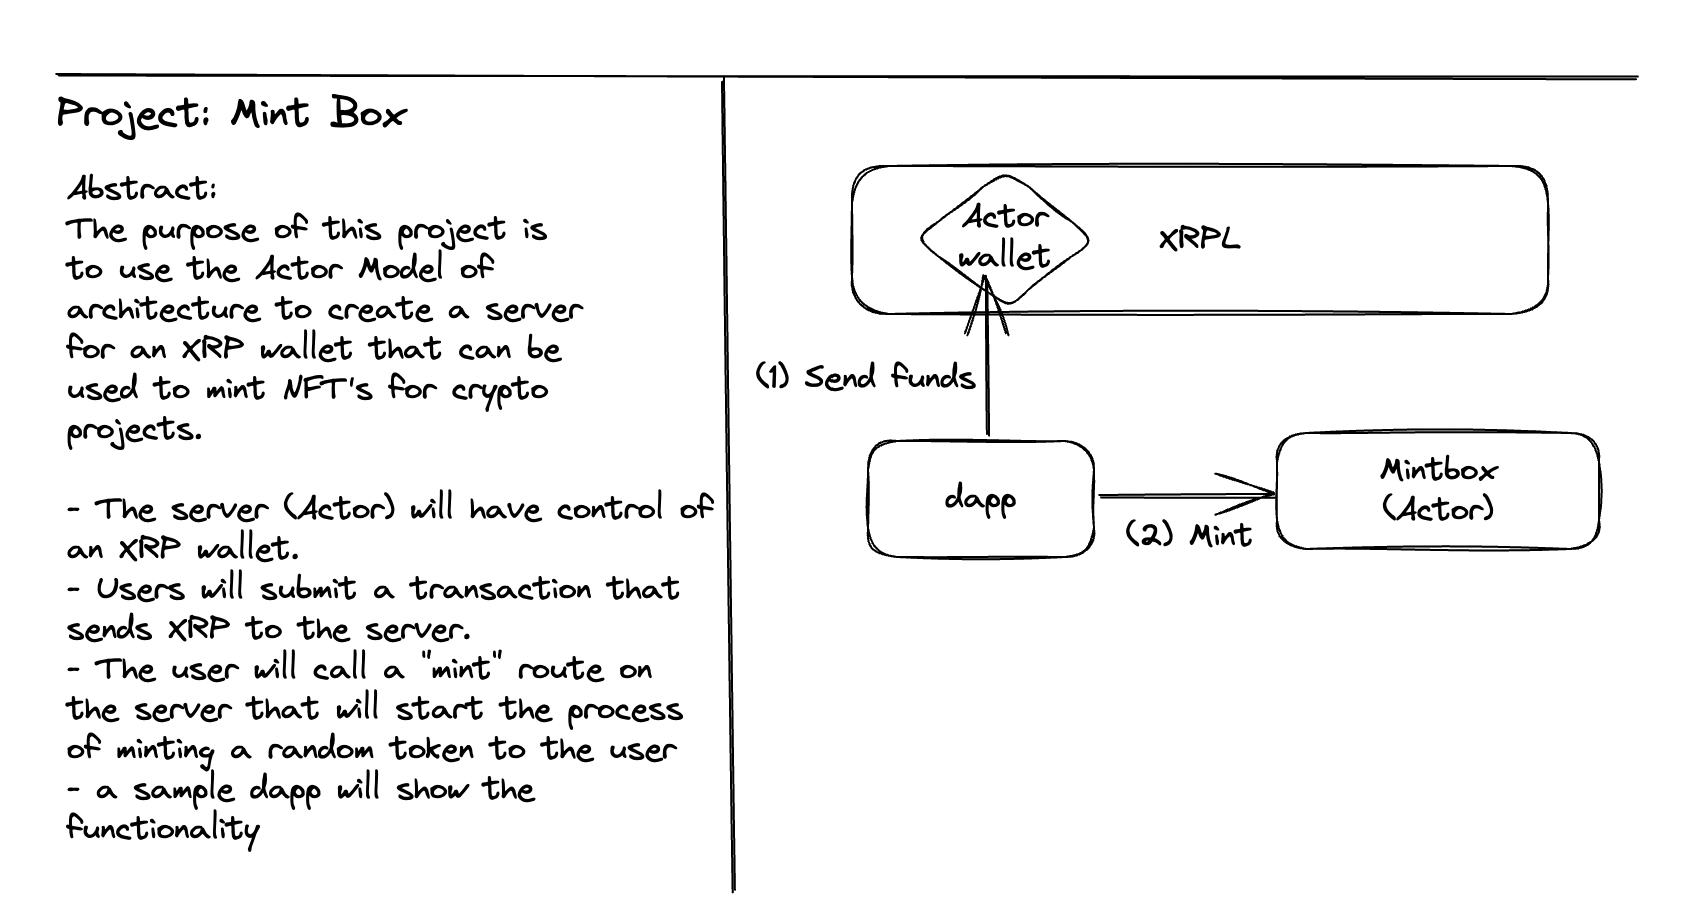 Project: Mint Box
Abstract:
The purpose of this project is
to use the Actor Model of
architecture to create a server
for an XRP wallet that can be
used to mint NFT's for crypto
projects.
- The server (Actor) will have control of
an XRP wallet.
- Users will submit a transaction that
sends XRP to the server.
- The user will call a "mint" route on
the server that will start the process
of minting a random token to the user
- a sample dapp will show the
functionality
Actor
wallet
XRPL
(1) Send funds
dapp
(2) Mint
Mintbox
(Actor)